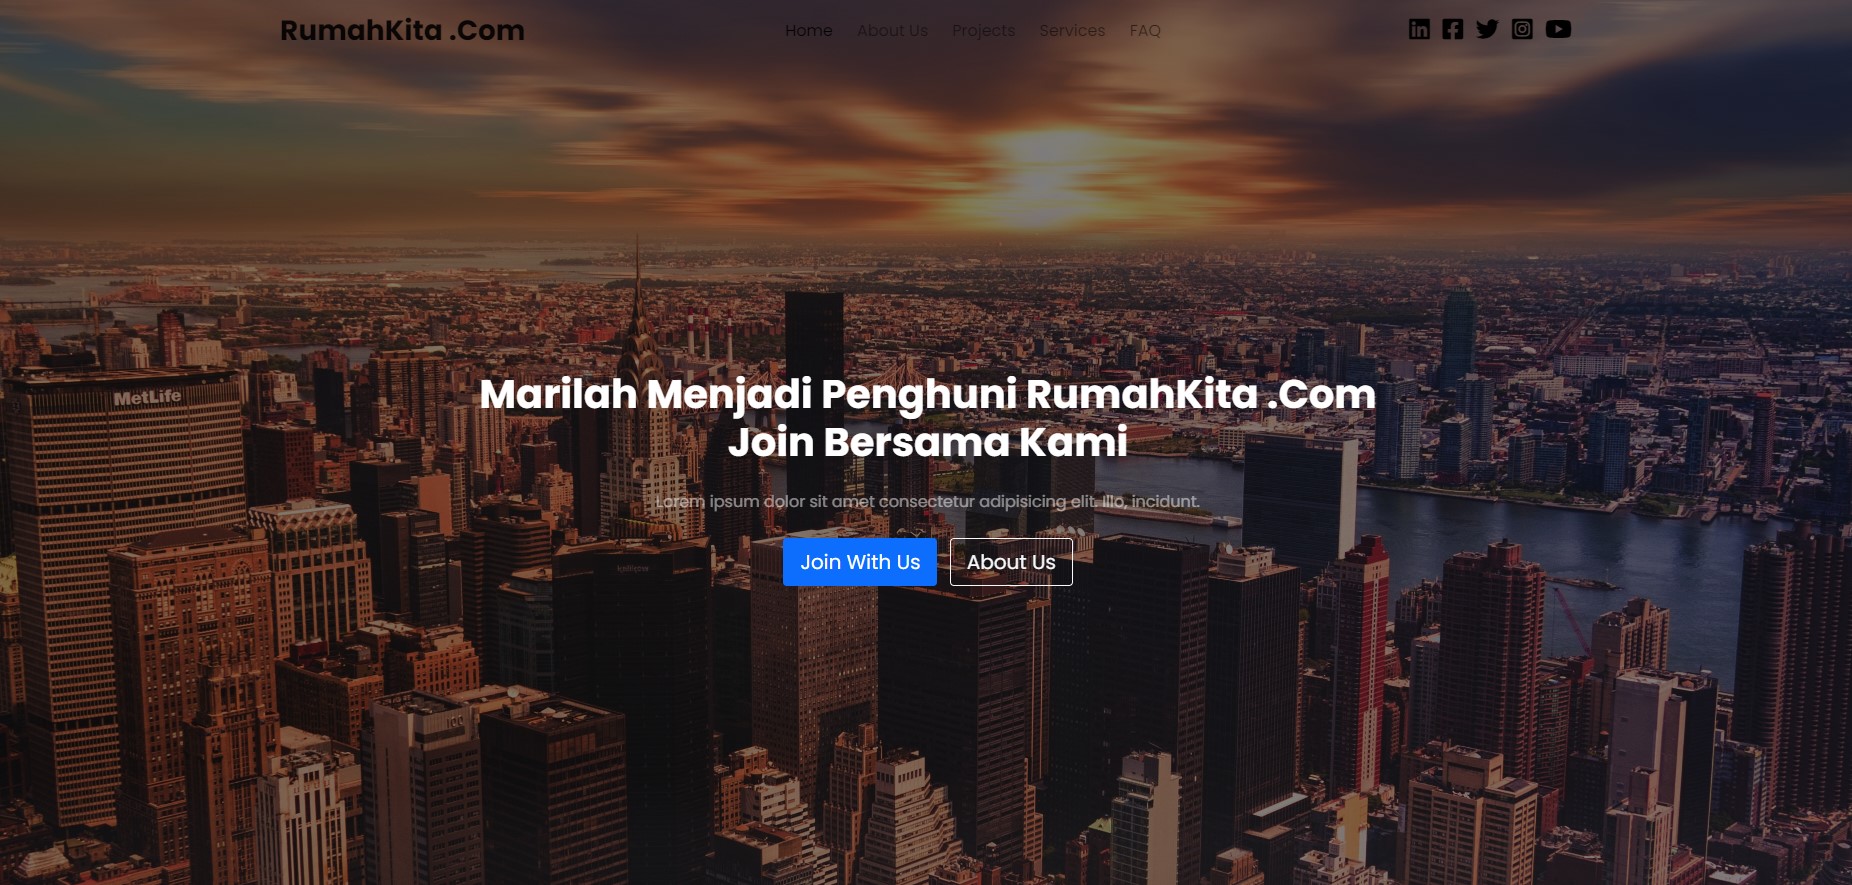 RumahKita .Com
Home About Us Projects Services FAQ
MetLife
Marilah Menjadi Penghuni RumahKita .Com
Join Bersama Kami
Lorem ipsum dolor sit amet consectetur adipisicing elit. Illo, incidunt.
Join With Us About Us